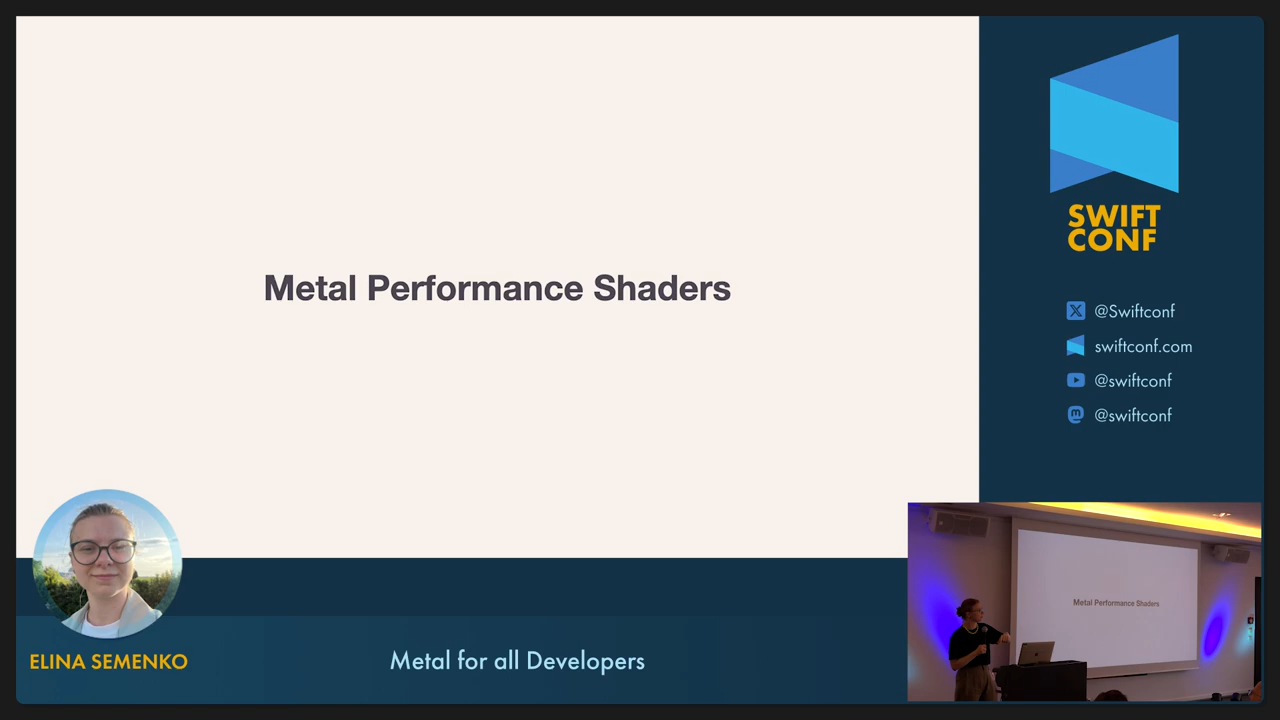 Metal Performance Shaders
SWIFT
CONF
@Swiftconf
swiftconf.com
@swiftconf
@swiftconf
ELINA SEMENKO
Metal for all Developers
Metal Performance Shaders